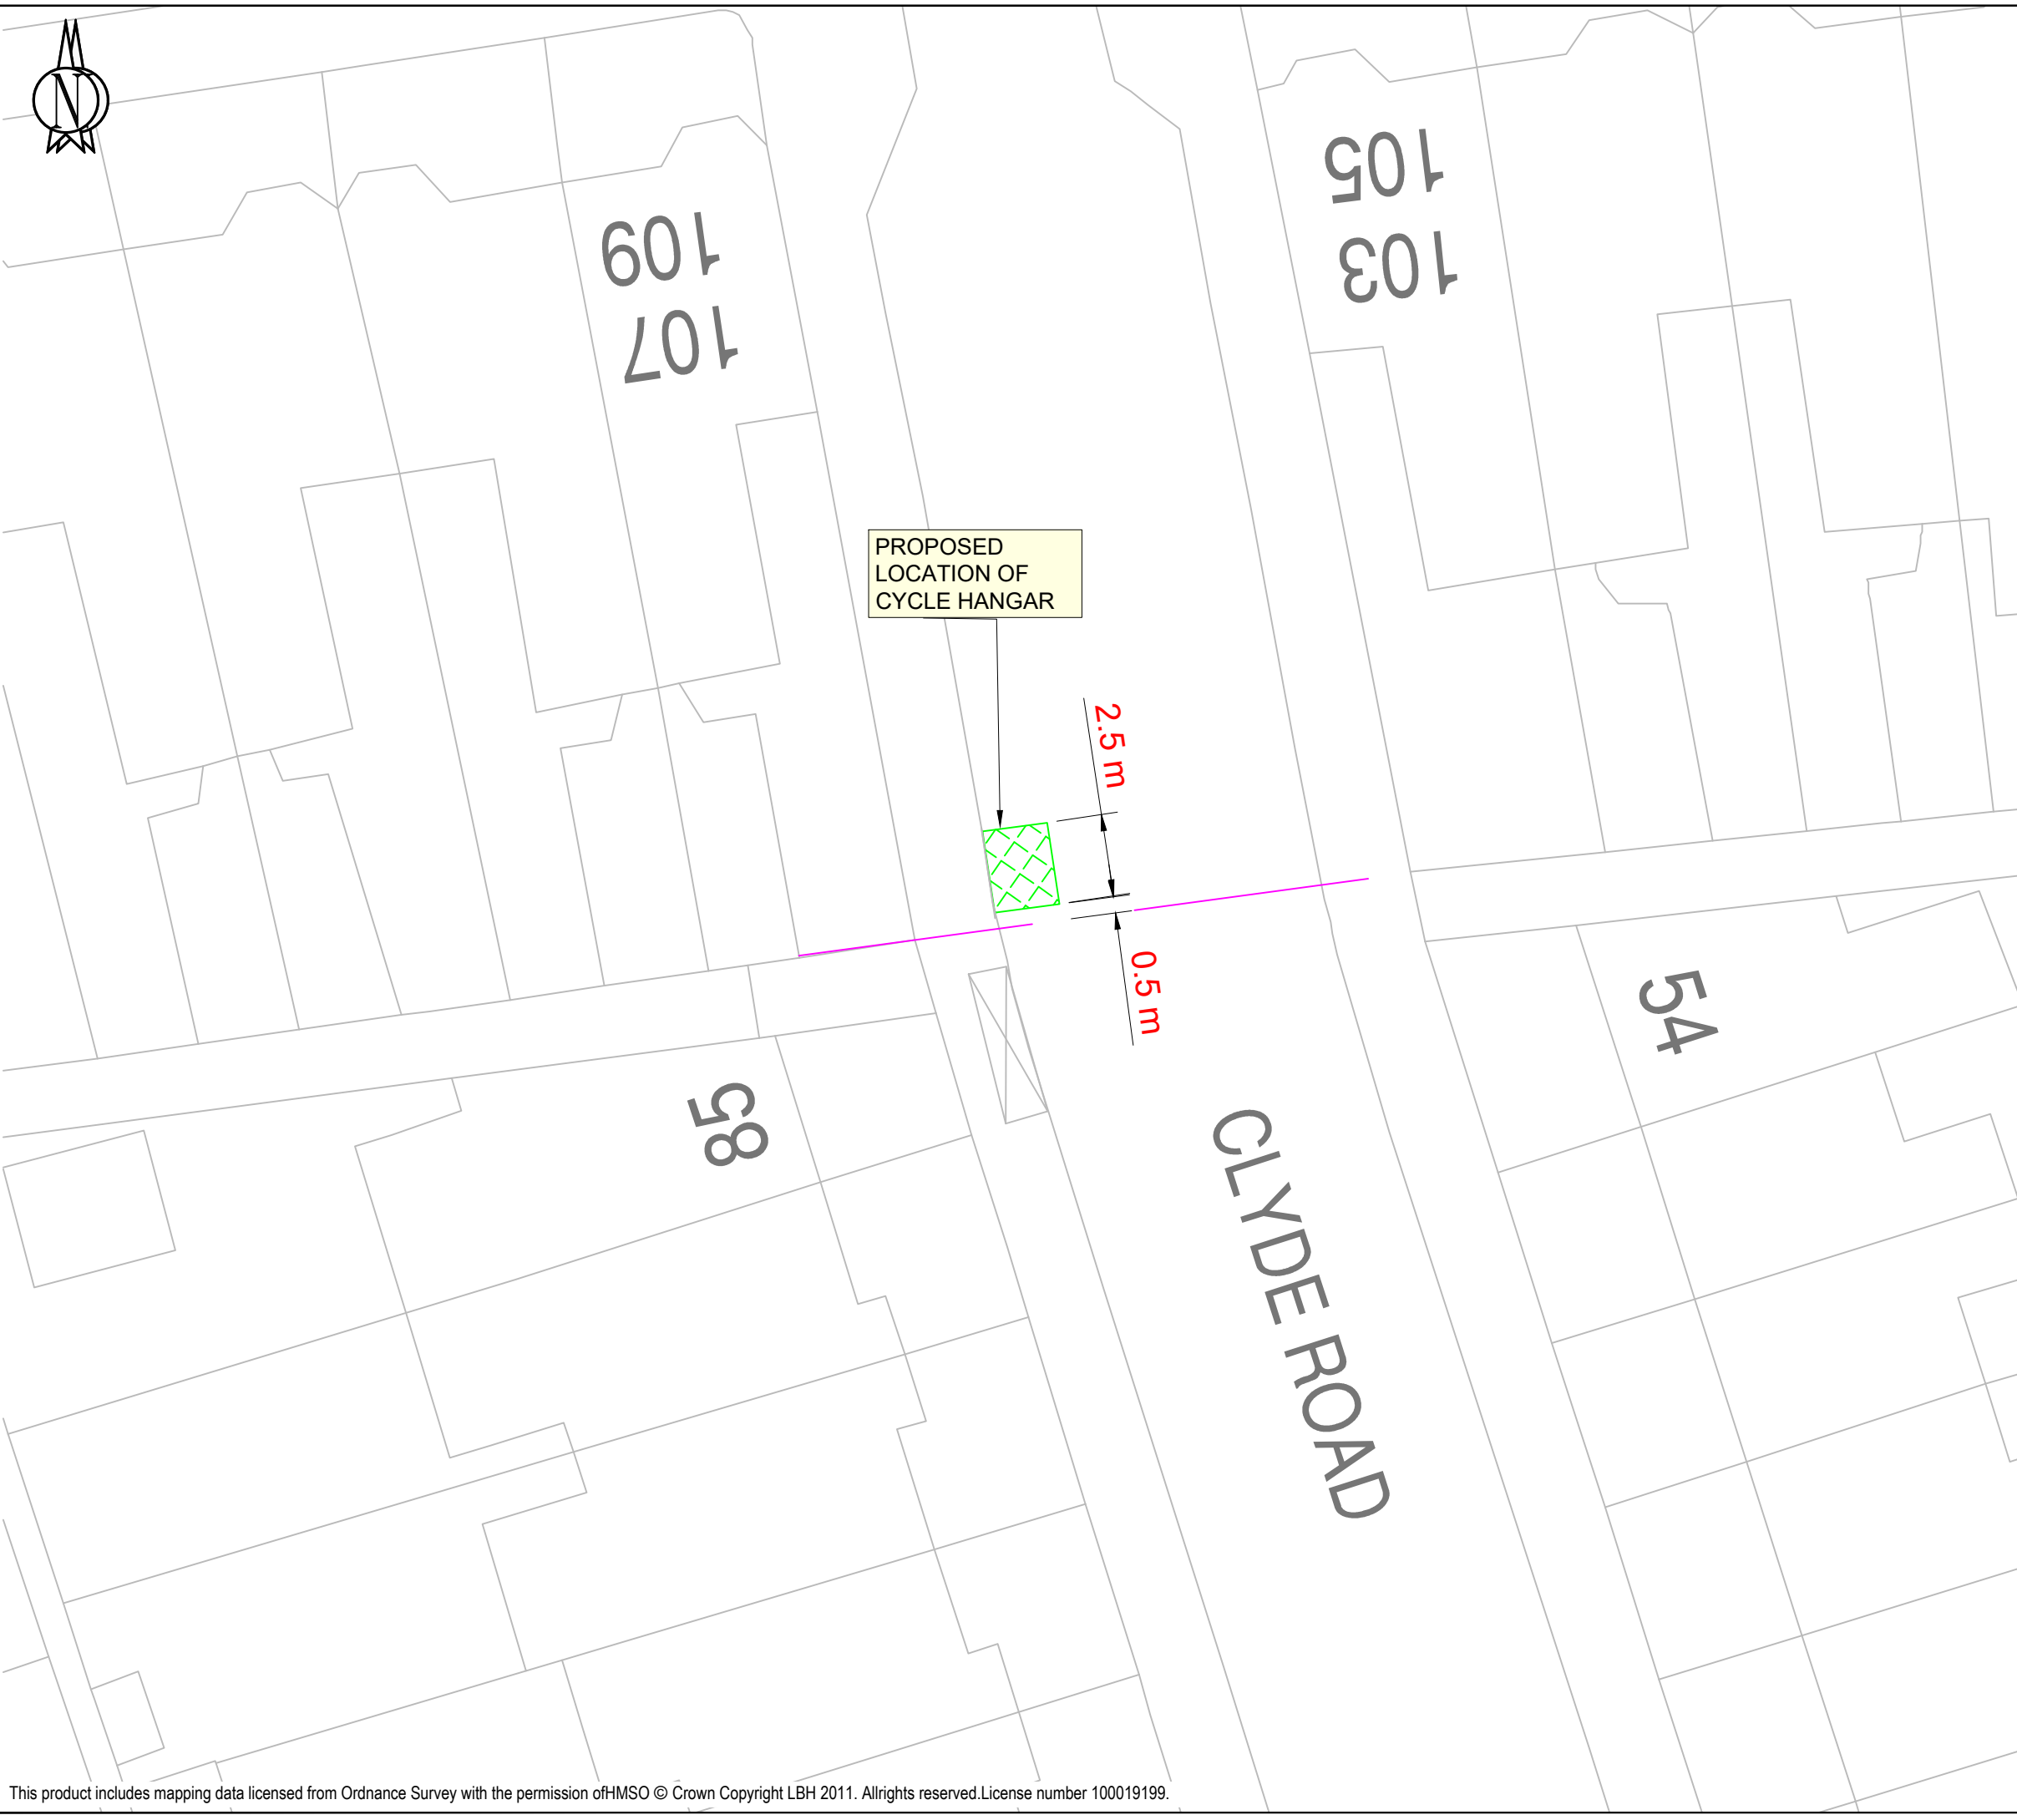 N
105
103
109
107
PROPOSED
LOCATION OF
CYCLE HANGAR
2.5 m
0.5 m
54
58
CLYDE ROAD
This product includes mapping data licensed from Ordnance Survey with the permission ofHMSO © Crown Copyright LBH 2011. Allrights reserved.License number 100019199.